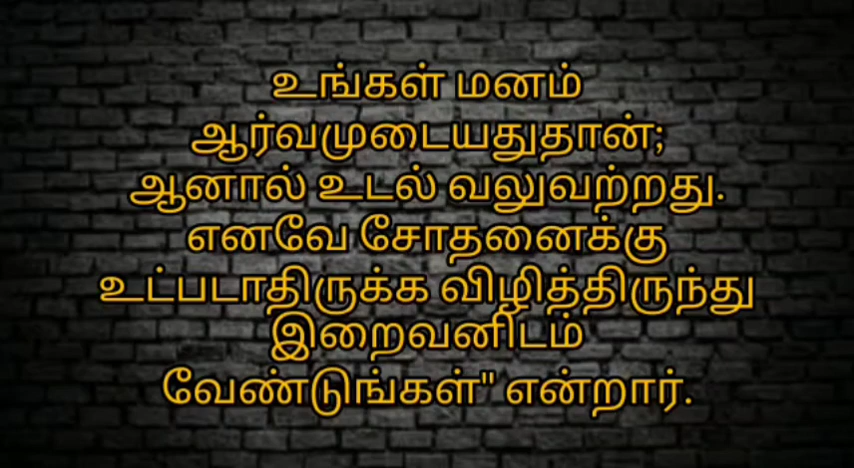 உங்கள் மனம்
ஆர்வமுடையதுதான்;
ஆனால் உடல் வலுவற்றது.
எனவே சோதனைக்கு
உட்படாதிருக்க விழித்திருந்து
இறைவனிடம்
வேண்டுங்கள்" என்றார்.